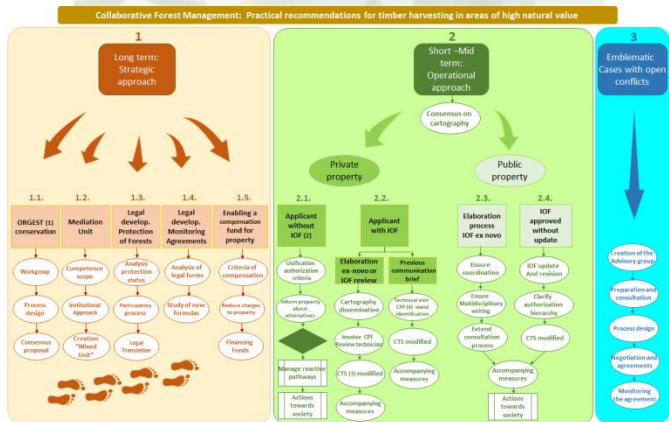 Collaborative Forest Management: Practical recommendations for timber harvesting in areas of high natural value
1
Long term:
Strategic
approach
1.1.
ORGEST (1)
conservation
Workgroup
Process
design
Consensus
proposal
1.2.
Mediation
Unit
Competence
scope
Institutional
Approach
Creation
"Mixed
Unit"
1.3.
Legal
develop.
Protection
of Forests
Analysis
protection
status
Participatory
process
Legal
Translation
1.4.
Legal
develop.
Monitoring
Agreements
Analysis of
legal forms
Study of new
formulas
1.5.
Enabling a
compensation
fund for
property
Criteria of
compensation
Reduce charges
to property
Financing
Funds
2
Short –Mid
term:
Operational
approach
Consensus on
cartography
Private
property
Public
property
2.1.
Applicant
without
IOF (2)
Unification
authorization
criteria
Inform property
about
alternatives
Manage reactive
pathways
Actions
towards
society
2.2.
Applicant
with IOF
Elaboration
ex-novo or
IOF review
Cartography
dissemination
Involve CPF
Review technician
CTS (3) modified
Accompanying
measures
Previous
communication
brief
Technical visit
CPF (4) stand
identification
CTS modified
Accompanying
measures
2.3.
Elaboration
process
IOF ex novo
Ensure
coordination
Ensure
Multidisciplinary
writing
Extend
consultation
process
2.4.
IOF
approved
without
update
IOF update
And revision
Clarify
authorization
hierarchy
CTS modified
Accompanying
measures
Actions
towards
society
3
Emblematic
Cases with open
conflicts
Creation of the
Advisory group
Preparation and
consultation
Process design
Negotiation and
agreements
Monitoring
the agreement